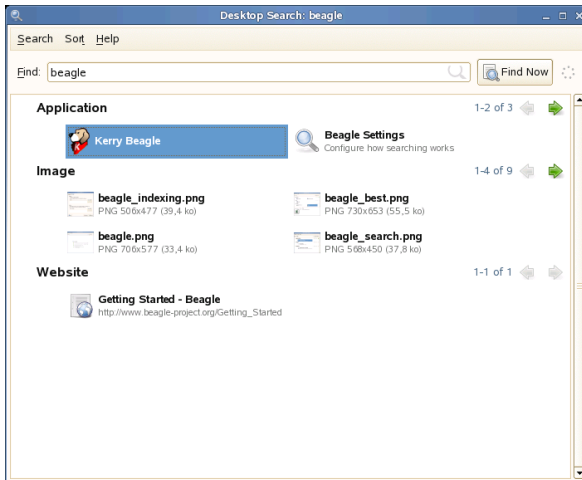 Desktop Search: beagle
Search Sort Help
Find: beagle Find Now
Application 1-2 of 3
Kerry Beagle
Beagle Settings
Configure how searching works
Image 1-4 of 9
beagle_indexing.png
PNG 506x477 (39,4 ko)
beagle_best.png
PNG 730x653 (55,5 ko)
beagle.png
PNG 706x577 (33,4 ko)
beagle_search.png
PNG 568x450 (37,8 ko)
Website 1-1 of 1
Getting Started - Beagle
http://www.beagle-project.org/Getting_Started